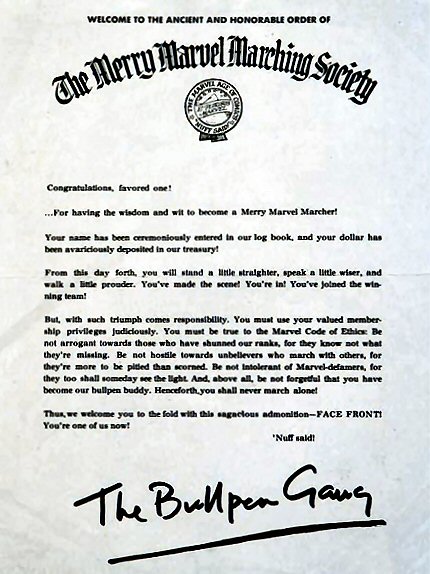 WELCOME TO THE ANCIENT AND HONORABLE ORDER OF
The Merry Marvel Marching Society
THE MARVEL AGE OF COMICS
'NUFF SAID!
Congratulations, favored one!
...For having the wisdom and wit to become a Merry Marvel Marcher!
Your name has been ceremoniously entered in our log book, and your dollar has
been avariciously deposited in our treasury!
From this day forth, you will stand a little straighter, speak a little wiser, and
walk a little prouder. You've made the scene! You're in! You've joined the win-
ning team!
But, with such triumph comes responsibility. You must use your valued member-
ship privileges judiciously. You must be true to the Marvel Code of Ethics: Be
not arrogant towards those who have shunned our ranks, for they know not what
they're missing. Be not hostile towards unbelievers who march with others, for
they're more to be pitied than scorned. Be not intolerant of Marvel-defamers, for
they too shall someday see the light. And, above all, be not forgetful that you have
become our bullpen buddy. Henceforth, you shall never march alone!
Thus, we welcome you to the fold with this sagacious admonition—FACE FRONT!
You're one of us now!
'Nuff said!
The Bullpen Gang